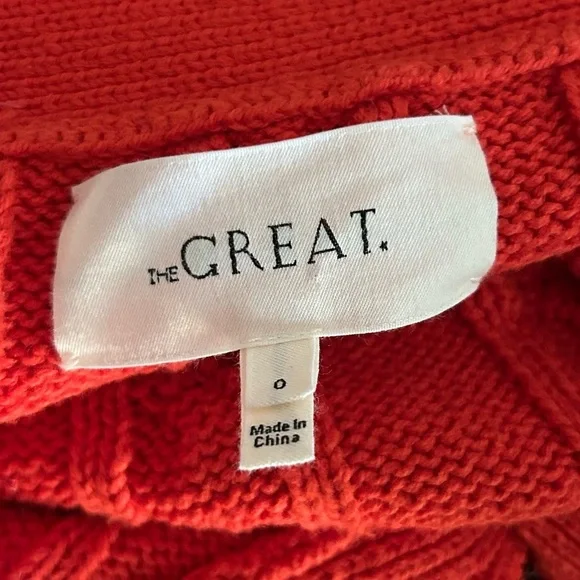 THE GREAT.
0
Made In
China